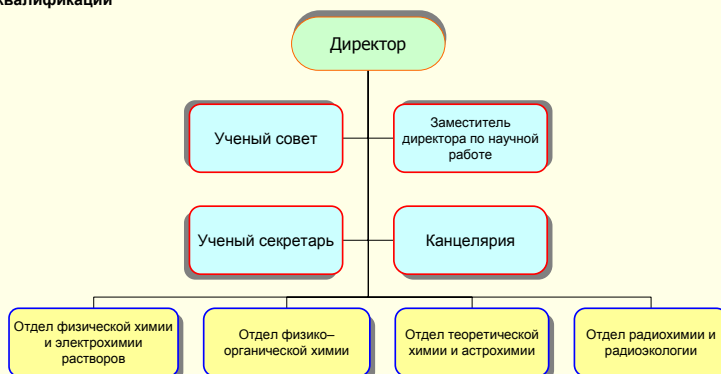 квалификации
Директор
Ученый совет
Заместитель
директора по научной
работе
Ученый секретарь
Канцелярия
Отдел физической химии
и электрохимии
растворов
Отдел физико–
органической химии
Отдел теоретической
химии и астрохимии
Отдел радиохимии и
радиоэкологии